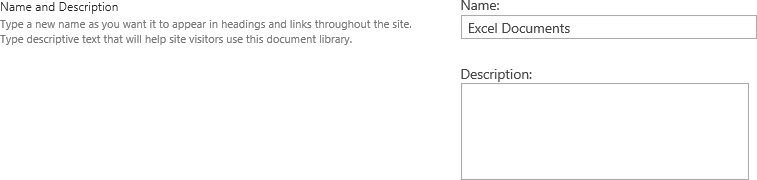 Name and Description
Type a new name as you want it to appear in headings and links throughout the site.
Type descriptive text that will help site visitors use this document library.
Name:
Excel Documents
Description: